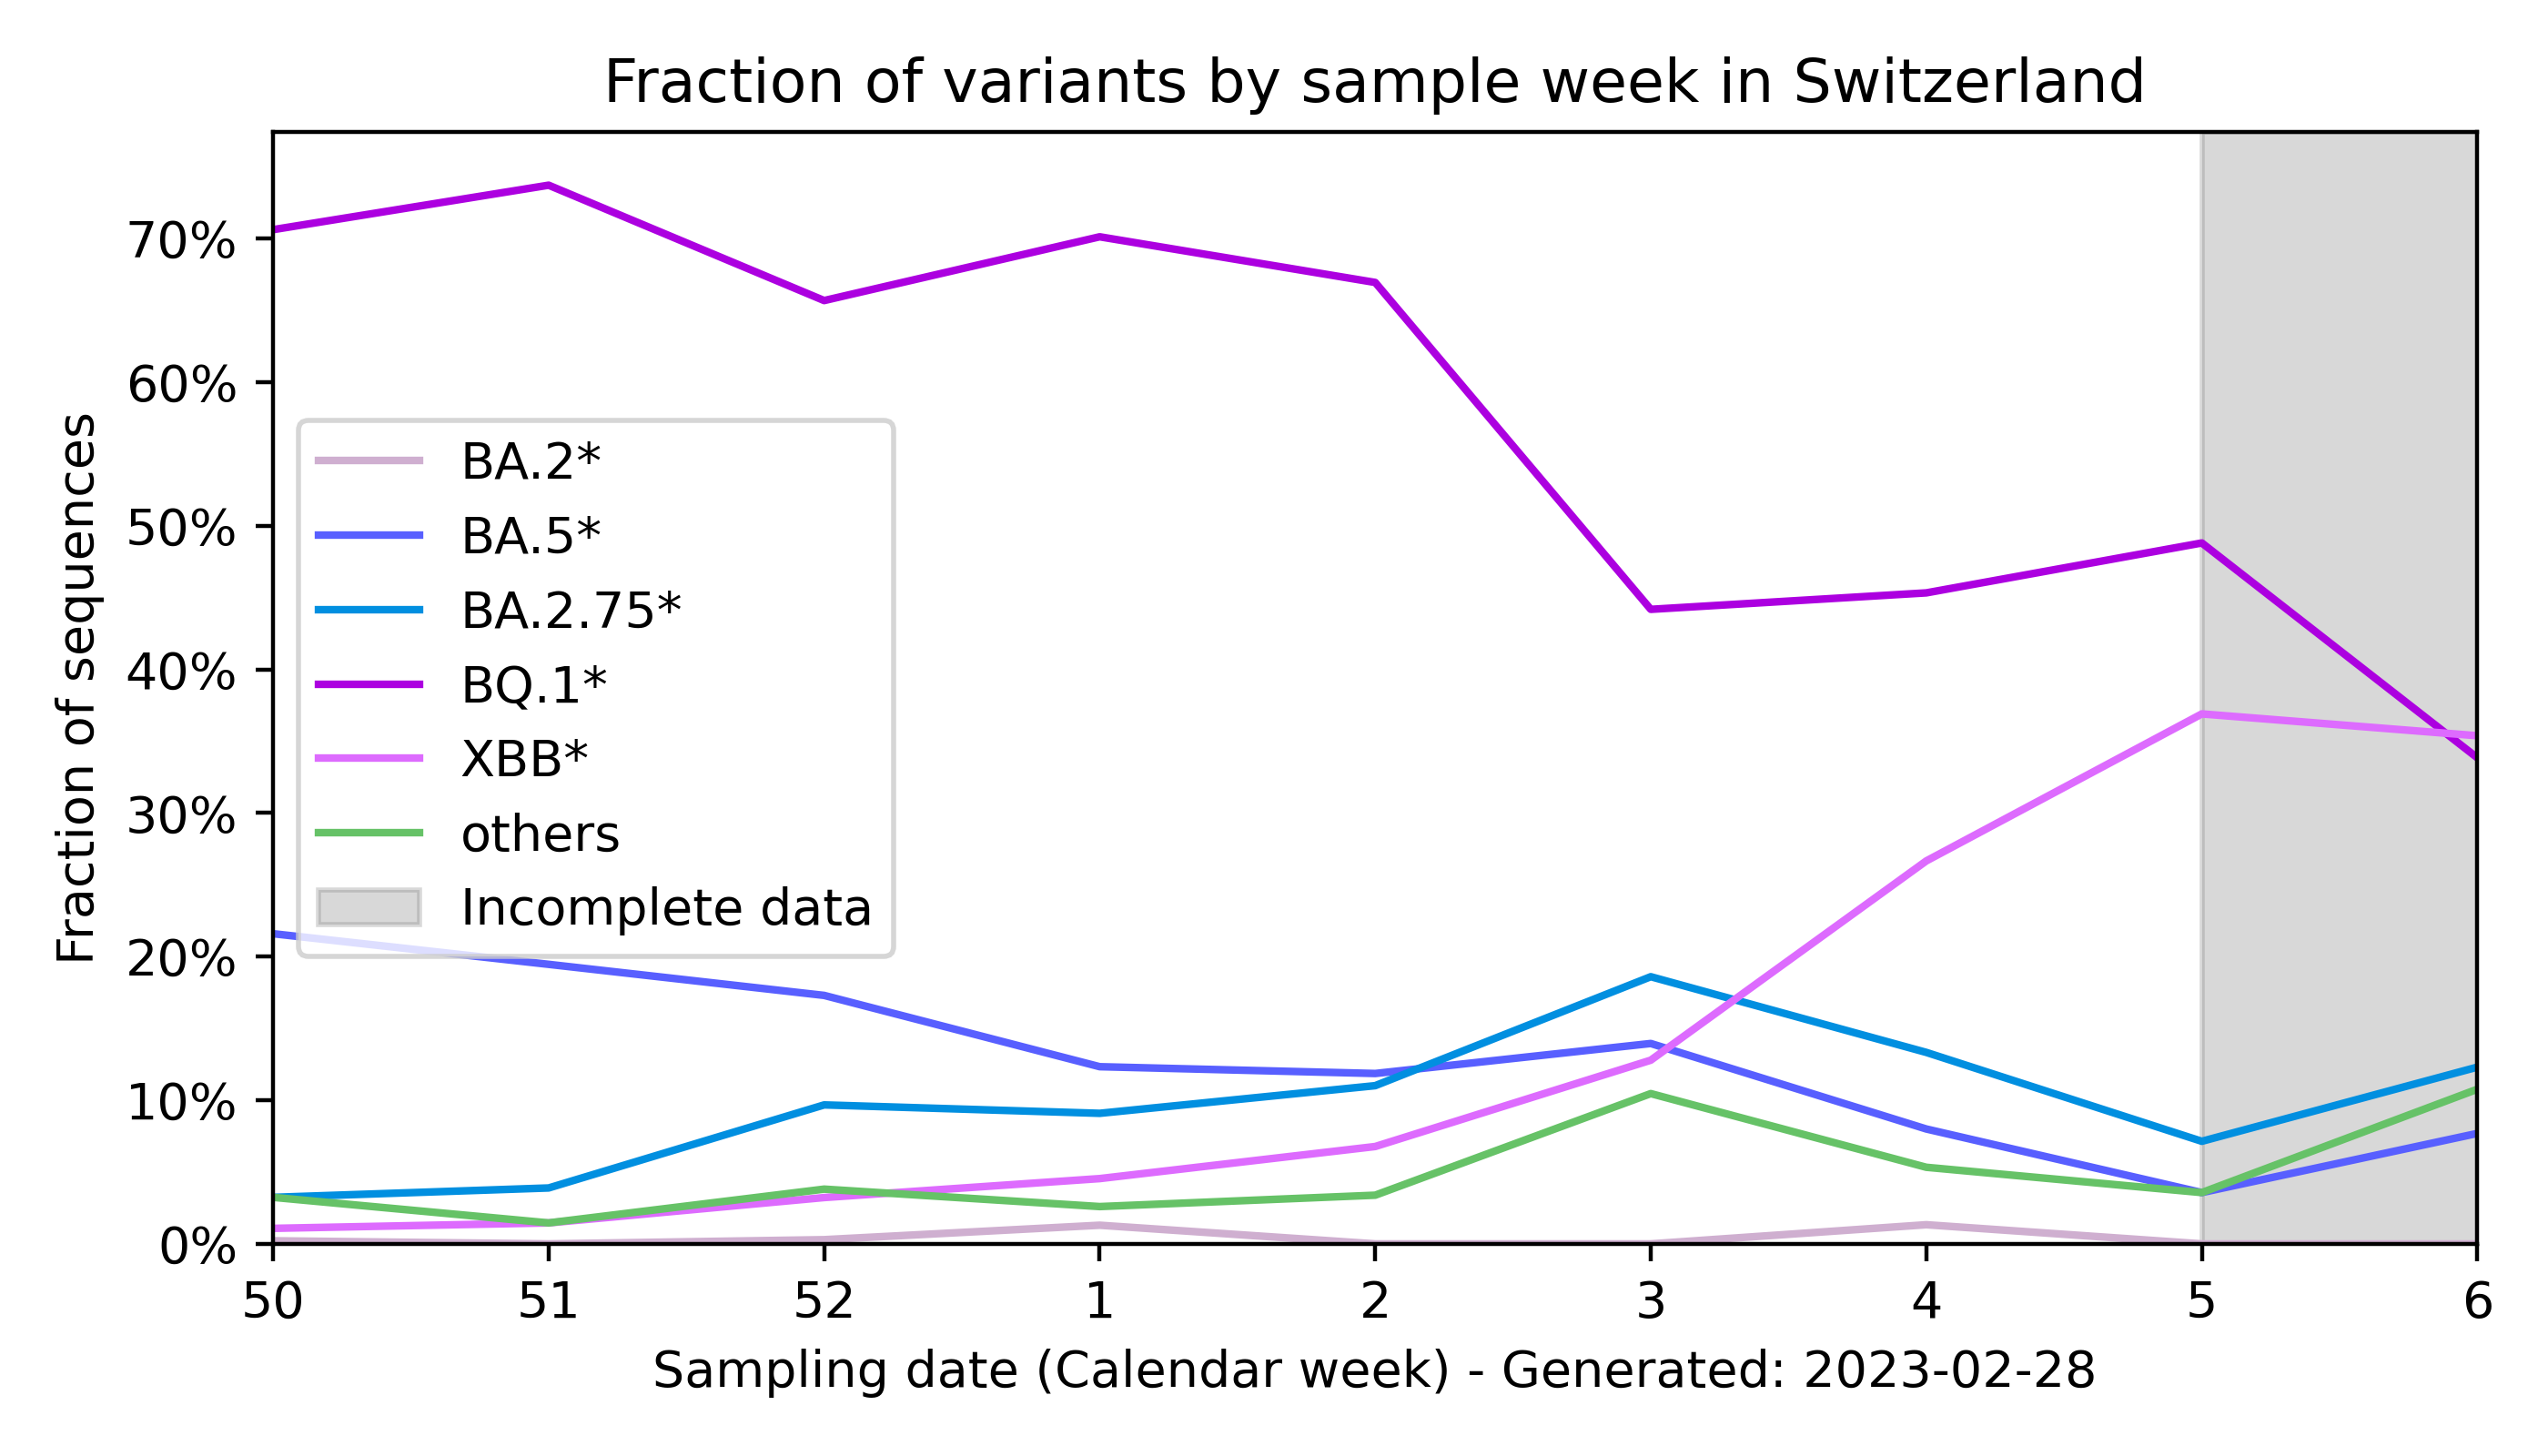 Fraction of variants by sample week in Switzerland
Fraction of sequences
70%
60%
50%
40%
30%
20%
10%
0%
BA.2*
BA.5*
BA.2.75*
BQ.1*
XBB*
others
Incomplete data
50 51 52 1 2 3 4 5 6
Sampling date (Calendar week) - Generated: 2023-02-28